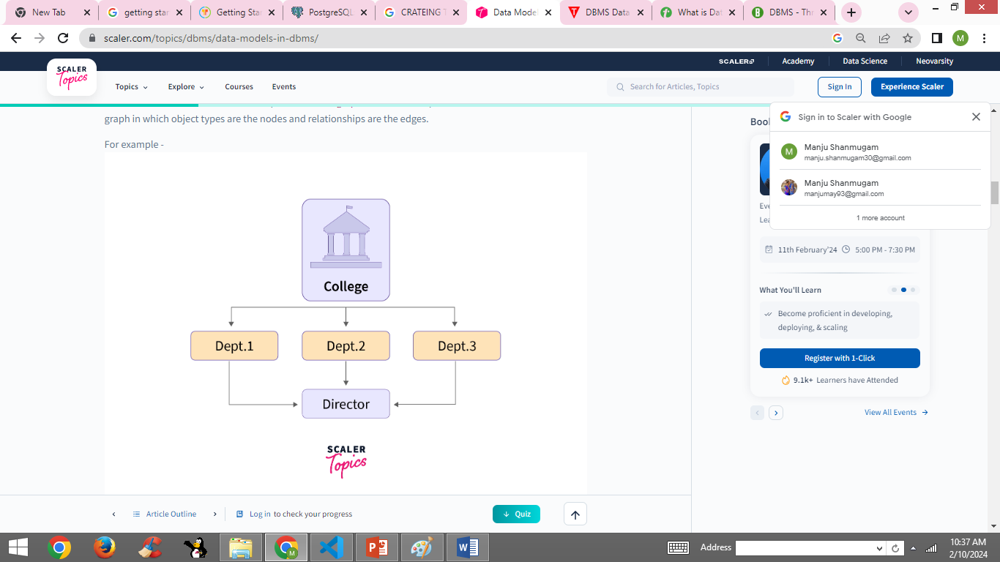 New Tab
getting star
Getting Star
PostgreSQL
CRATEING T
Data Model
DBMS Data
What is Dat
DBMS - Thr
scaler.com/topics/dbms/data-models-in-dbms/
M
SCALER
Academy
Data Science
Neovarsity
SCALER
Topics
Topics
Explore
Courses
Events
Search for Articles, Topics
Sign In
Experience Scaler
graph in which object types are the nodes and relationships are the edges.
For example -
College
Dept.1
Dept.2
Dept.3
Director
SCALER
Topics
Book
Sign in to Scaler with Google
M
Manju Shanmugam
manju.shanmugam30@gmail.com
Manju Shanmugam
manjumay93@gmail.com
1 more account
Eve
Lea
11th February'24
5:00 PM - 7:30 PM
What You'll Learn
Become proficient in developing,
deploying, & scaling
Register with 1-Click
9.1k+ Learners have Attended
View All Events
Article Outline
Log in to check your progress
Quiz
Address
10:37 AM
2/10/2024